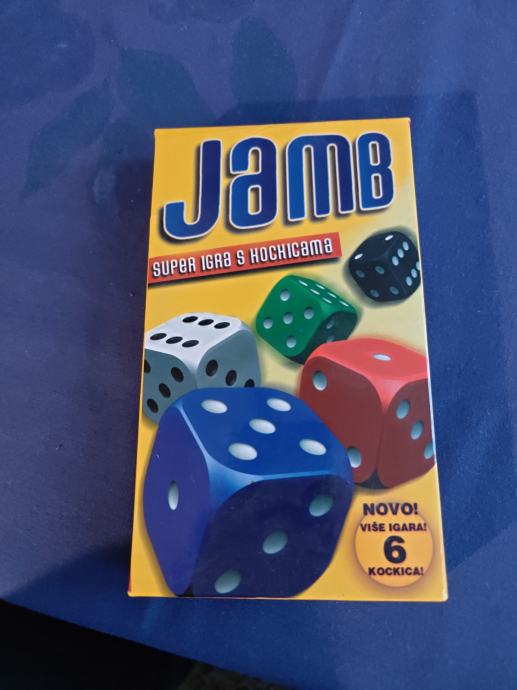 JAMB
SUPER IGRA S KOCKICAMA
NOVO!
VIŠE IGARA!
6
KOCKICA!